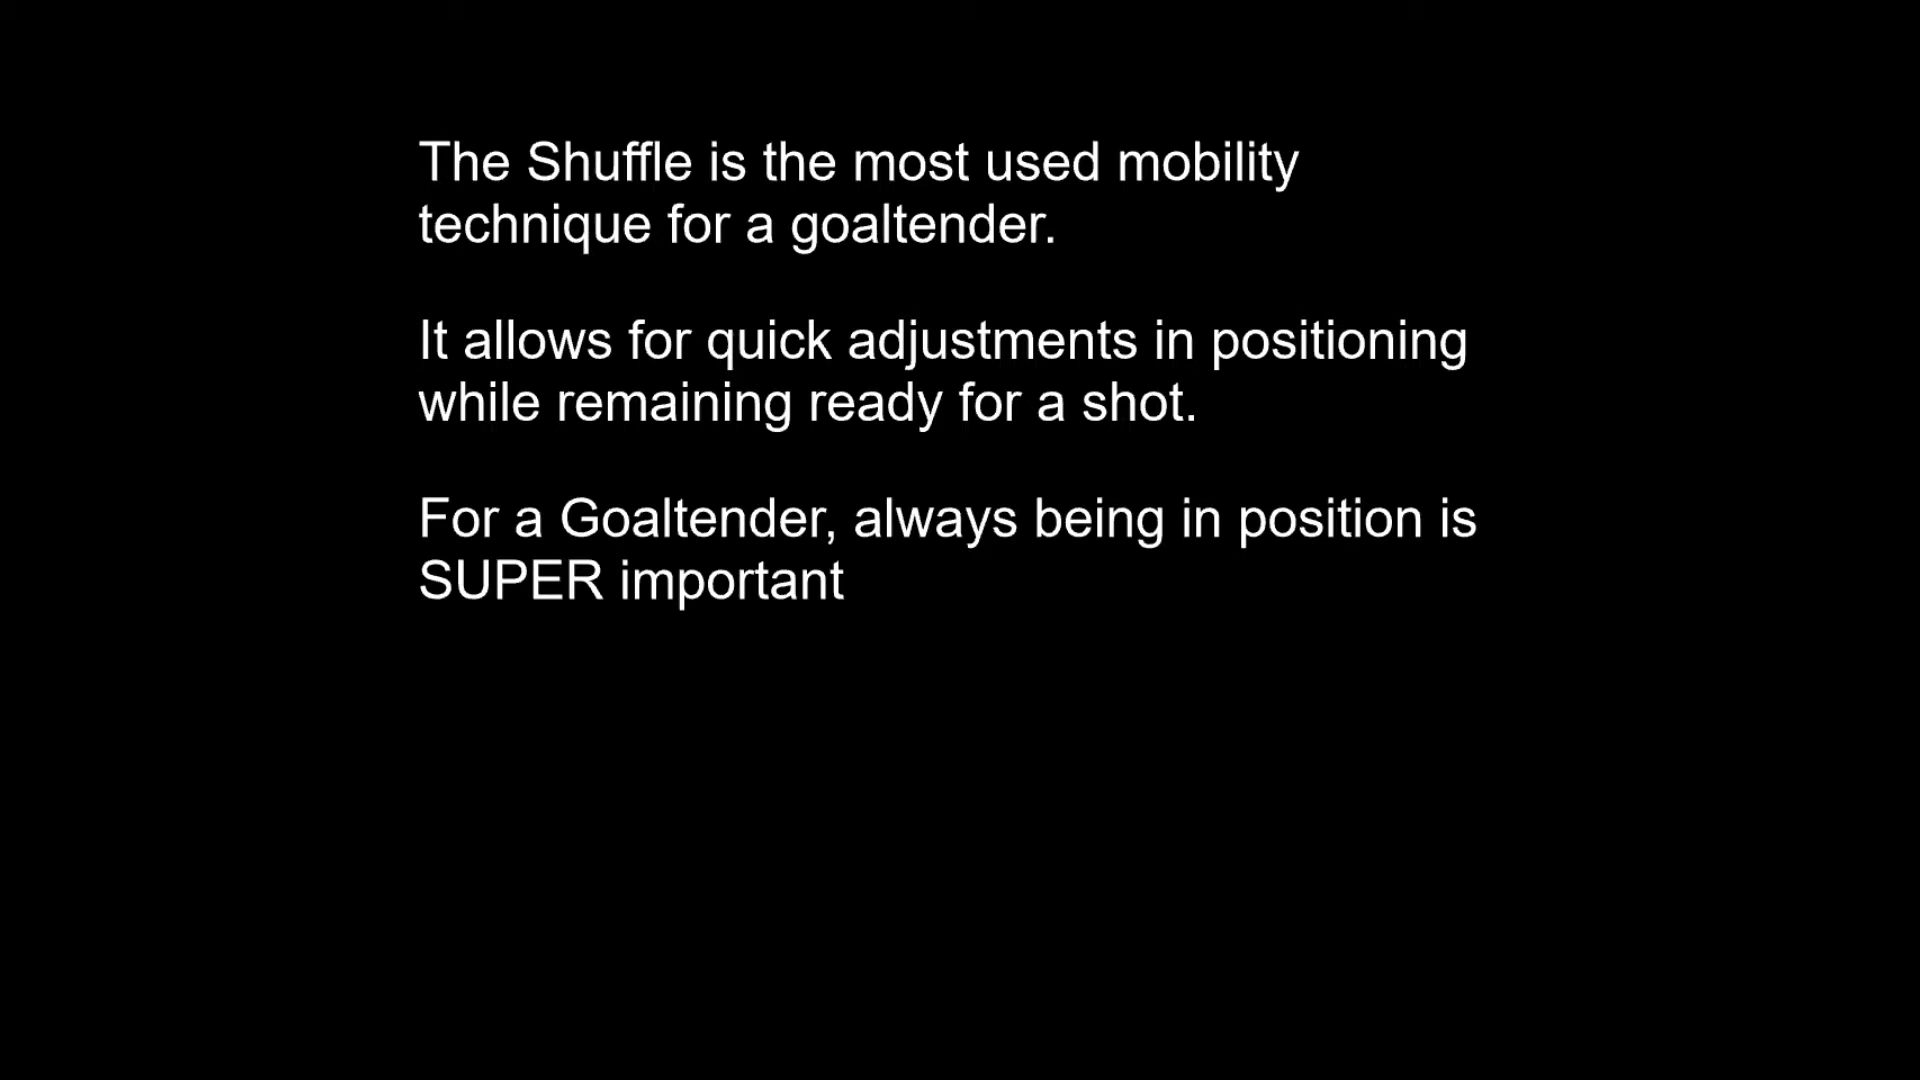 The Shuffle is the most used mobility
technique for a goaltender.
It allows for quick adjustments in positioning
while remaining ready for a shot.
For a Goaltender, always being in position is
SUPER important